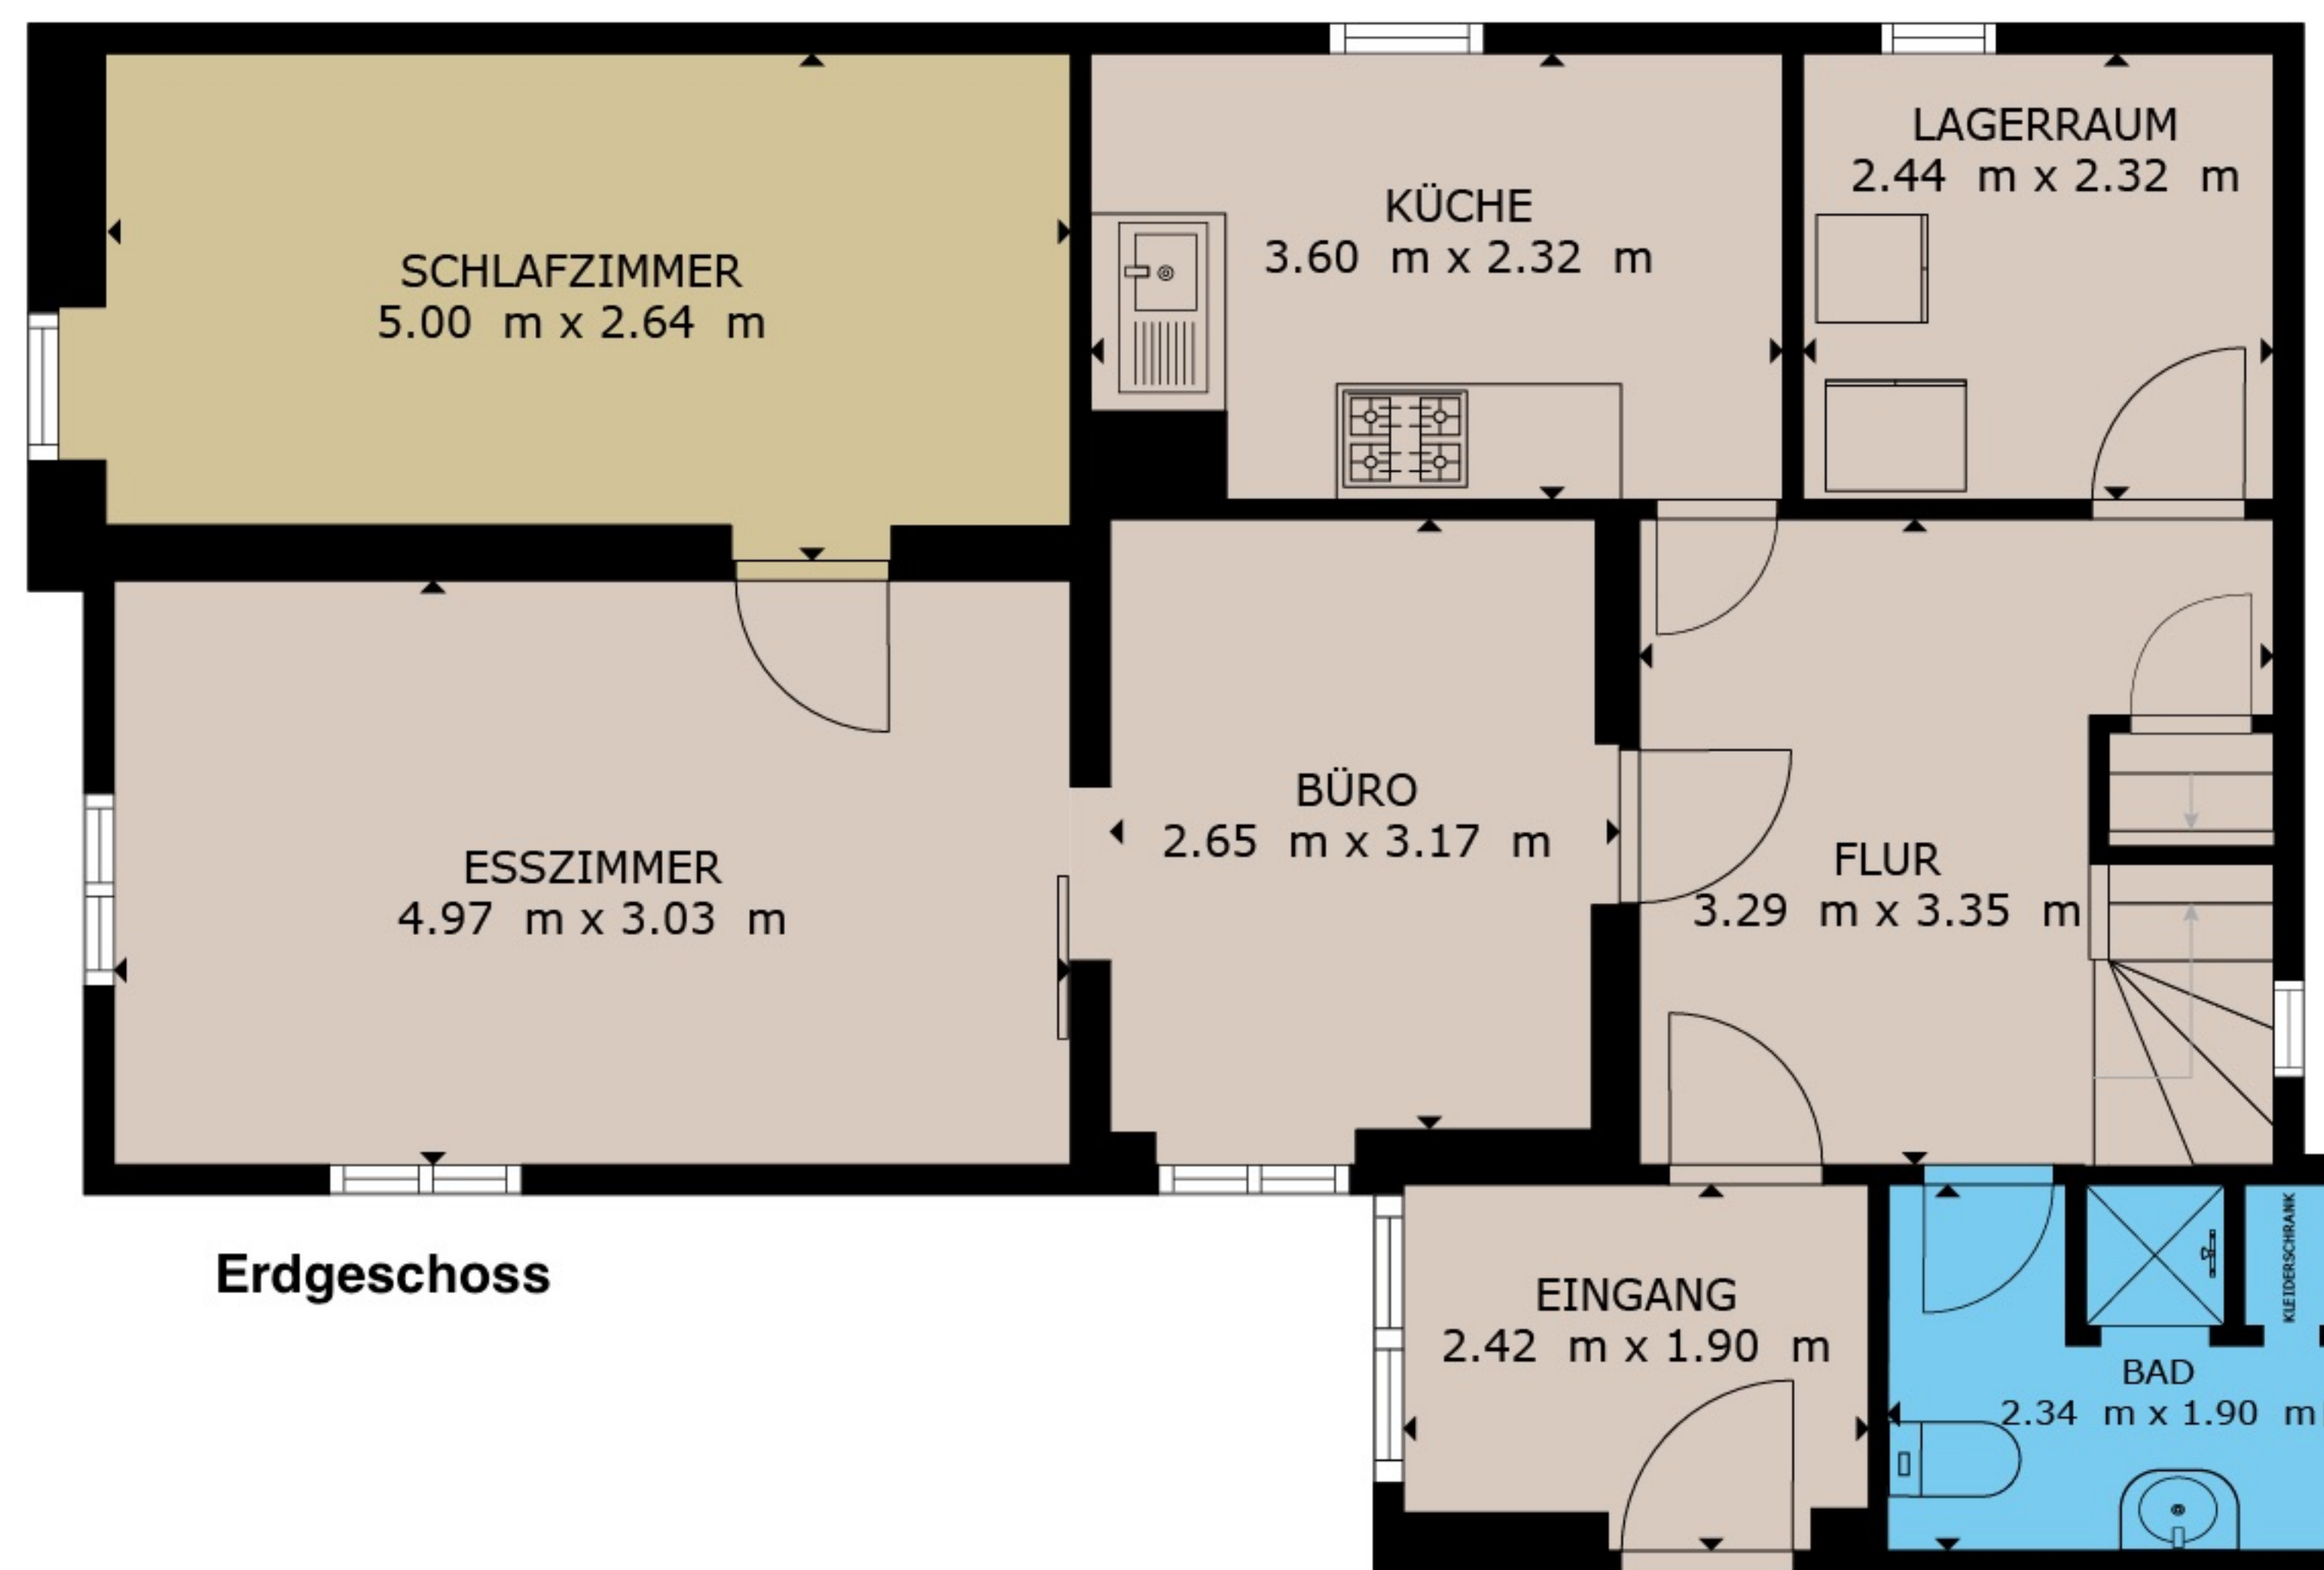 LAGERRAUM
2.44 m x 2.32 m
KÜCHE
3.60 m x 2.32 m
SCHLAFZIMMER
5.00 m x 2.64 m
BÜRO
2.65 m x 3.17 m
ESSZIMMER
4.97 m x 3.03 m
FLUR
3.29 m x 3.35 m
Erdgeschoss
EINGANG
2.42 m x 1.90 m
KLEIDERSCHRANK
BAD
2.34 m x 1.90 m